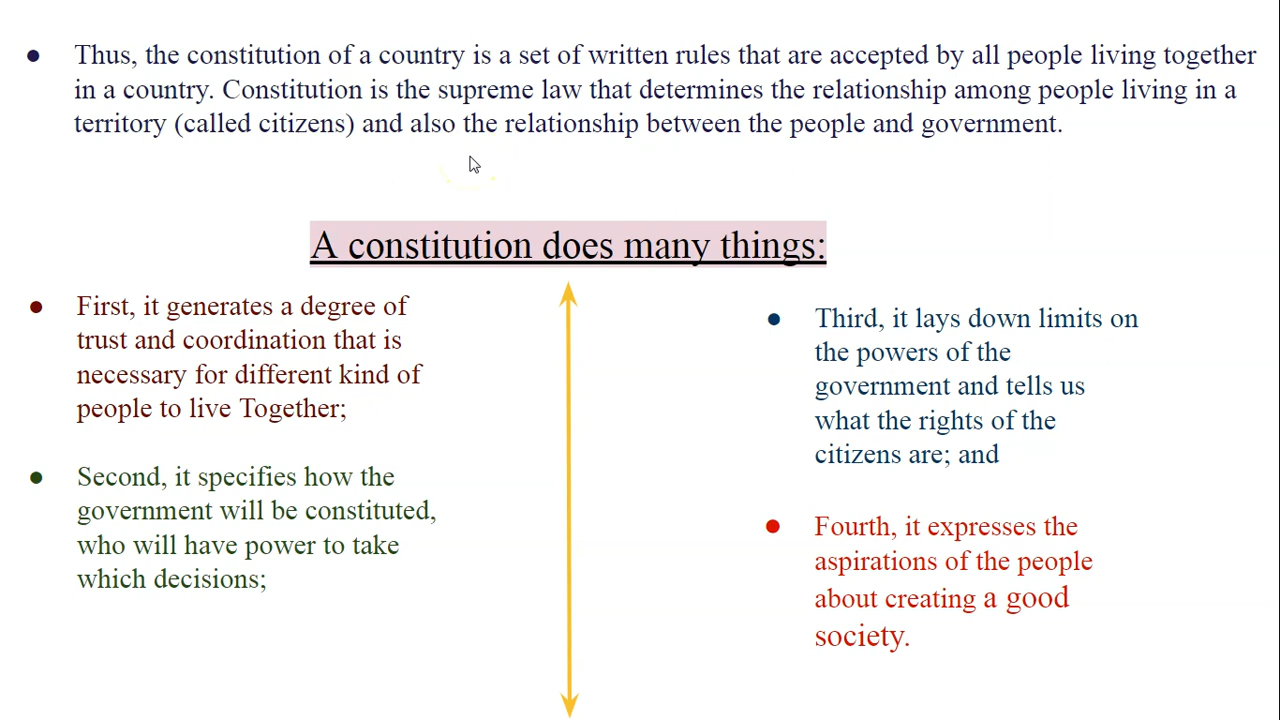 Thus, the constitution of a country is a set of written rules that are accepted by all people living together
in a country. Constitution is the supreme law that determines the relationship among people living in a
territory (called citizens) and also the relationship between the people and government.
A constitution does many things:
First, it generates a degree of
trust and coordination that is
necessary for different kind of
people to live Together;
Second, it specifies how the
government will be constituted,
who will have power to take
which decisions;
Third, it lays down limits on
the powers of the
government and tells us
what the rights of the
citizens are; and
Fourth, it expresses the
aspirations of the people
about creating a good
society.